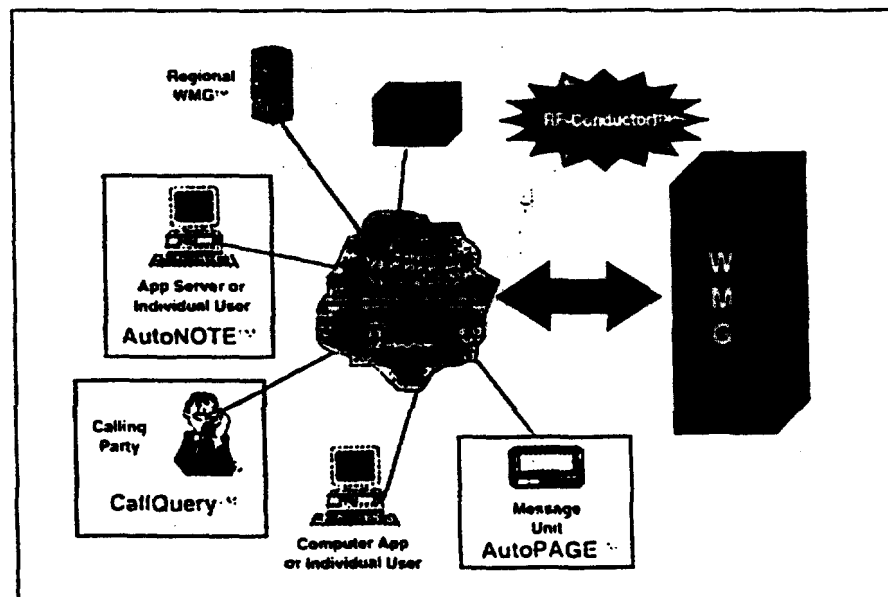 Regional
WMG™
RF-Conductor™
App Server or
Individual User
AutoNOTE™
W
M
G
Calling
Party
CallQuery™
Message
Unit
AutoPAGE™
Computer App
or Individual User